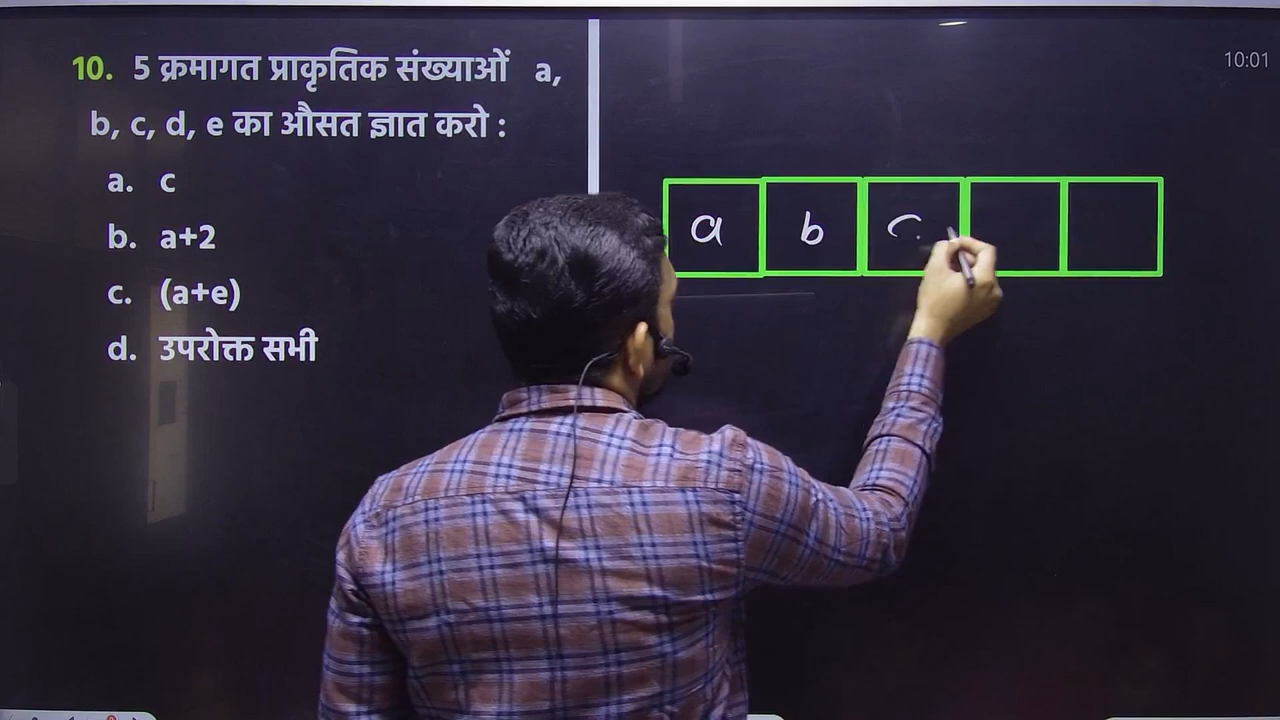 10. 5 क्रमागत प्राकृतिक संख्याओं a,
b, c, d, e का औसत ज्ञात करो :
a. c
b. a+2
c. (a+e)
d. उपरोक्त सभी
10:01
a b c